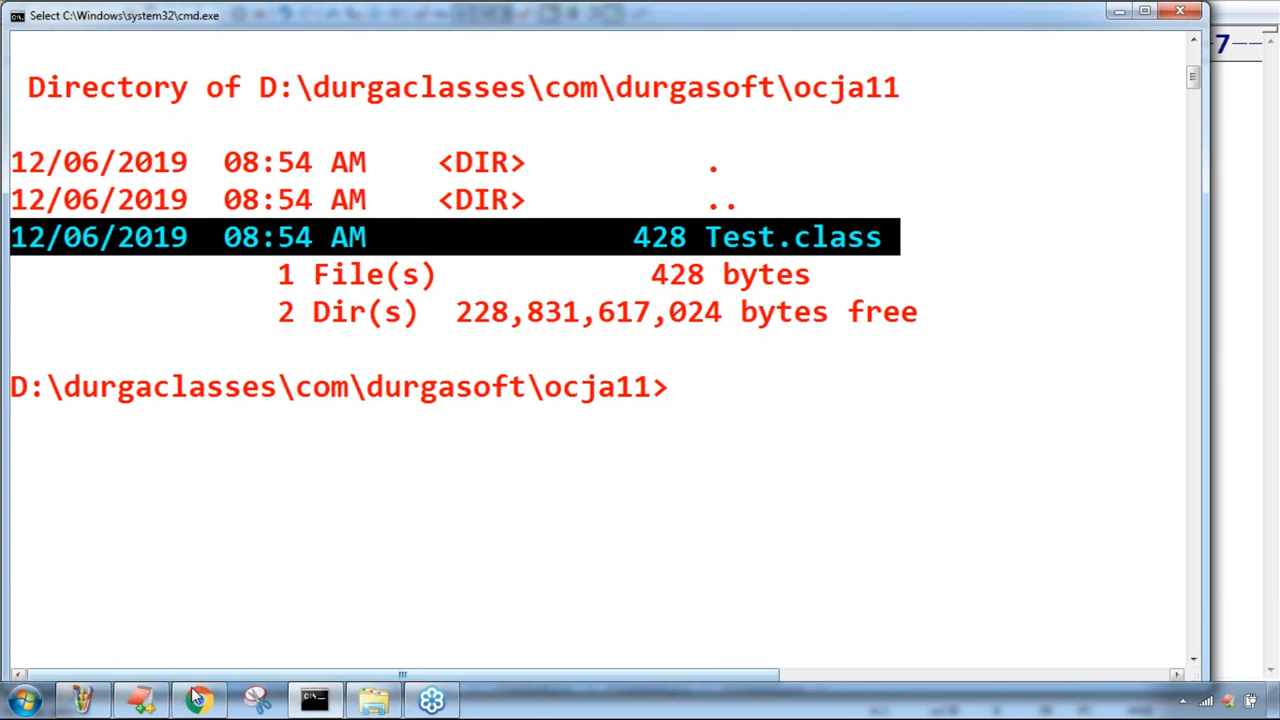 Select C:\Windows\system32\cmd.exe
7--
Directory of D:\durgaclasses\com\durgasoft\ocja11
12/06/2019 08:54 AM <DIR> .
12/06/2019 08:54 AM <DIR> ..
12/06/2019 08:54 AM 428 Test.class
1 File(s) 428 bytes
2 Dir(s) 228,831,617,024 bytes free
D:\durgaclasses\com\durgasoft\ocja11>
C:\